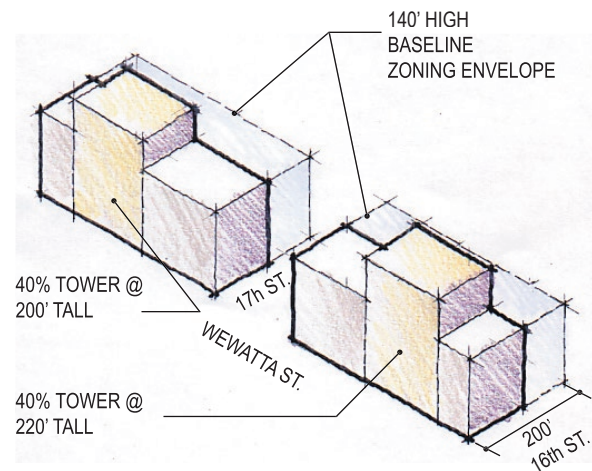 140' HIGH
BASELINE
ZONING ENVELOPE
40% TOWER @
200' TALL
17h ST.
WEWATTA ST.
40% TOWER @
220' TALL
200'
16th ST.